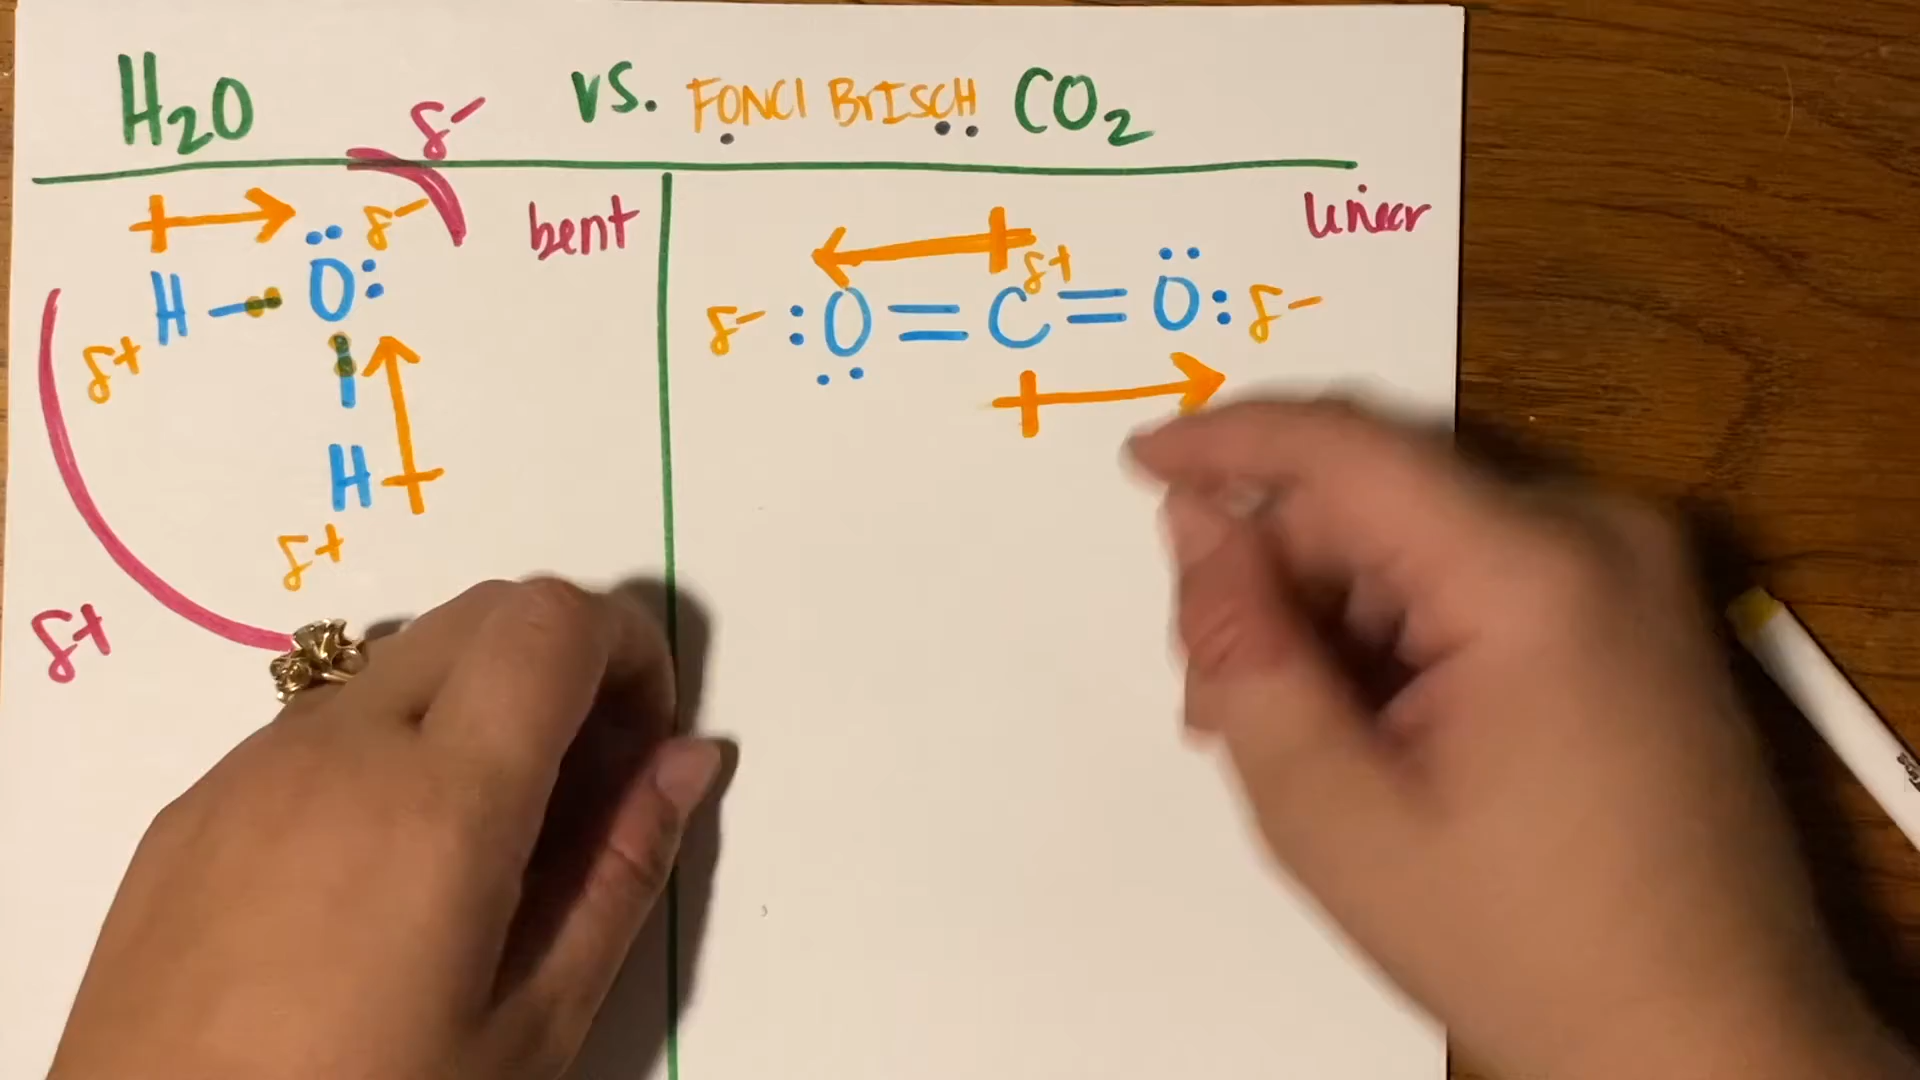 H₂O vs. FONCl BrISCH CO₂
δ-
bent
linear
δ-
H-O:
δ+
δ+
δ- :O=C=O: δ-
H
δ+
δ+